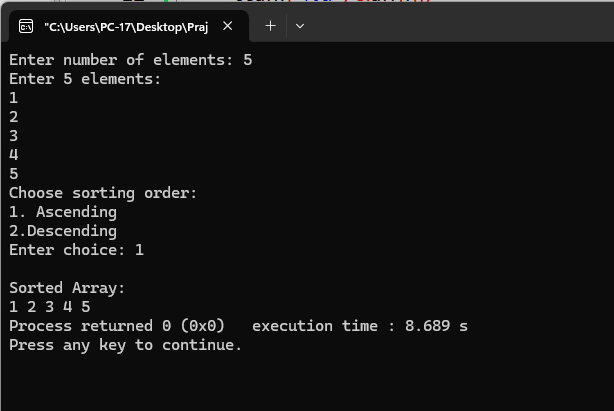 "C:\Users\PC-17\Desktop\Praj
Enter number of elements: 5
Enter 5 elements:
1
2
3
4
5
Choose sorting order:
1. Ascending
2.Descending
Enter choice: 1
Sorted Array:
1 2 3 4 5
Process returned 0 (0x0)   execution time : 8.689 s
Press any key to continue.